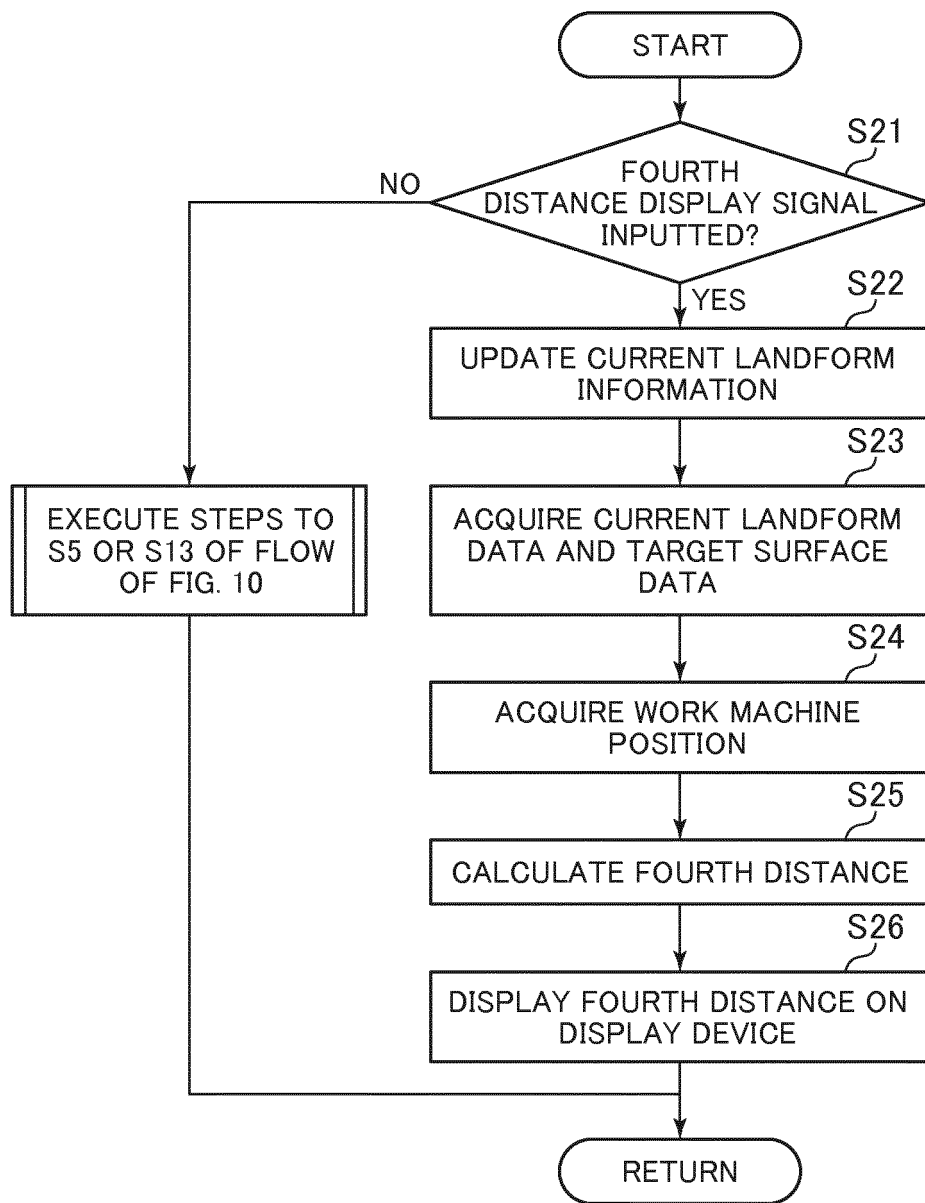 START
S21
FOURTH
DISTANCE DISPLAY SIGNAL
INPUTTED?
NO
YES
S22
UPDATE CURRENT LANDFORM
INFORMATION
S23
EXECUTE STEPS TO
S5 OR S13 OF FLOW
OF FIG. 10
ACQUIRE CURRENT LANDFORM
DATA AND TARGET SURFACE
DATA
S24
ACQUIRE WORK MACHINE
POSITION
S25
CALCULATE FOURTH DISTANCE
S26
DISPLAY FOURTH DISTANCE ON
DISPLAY DEVICE
RETURN